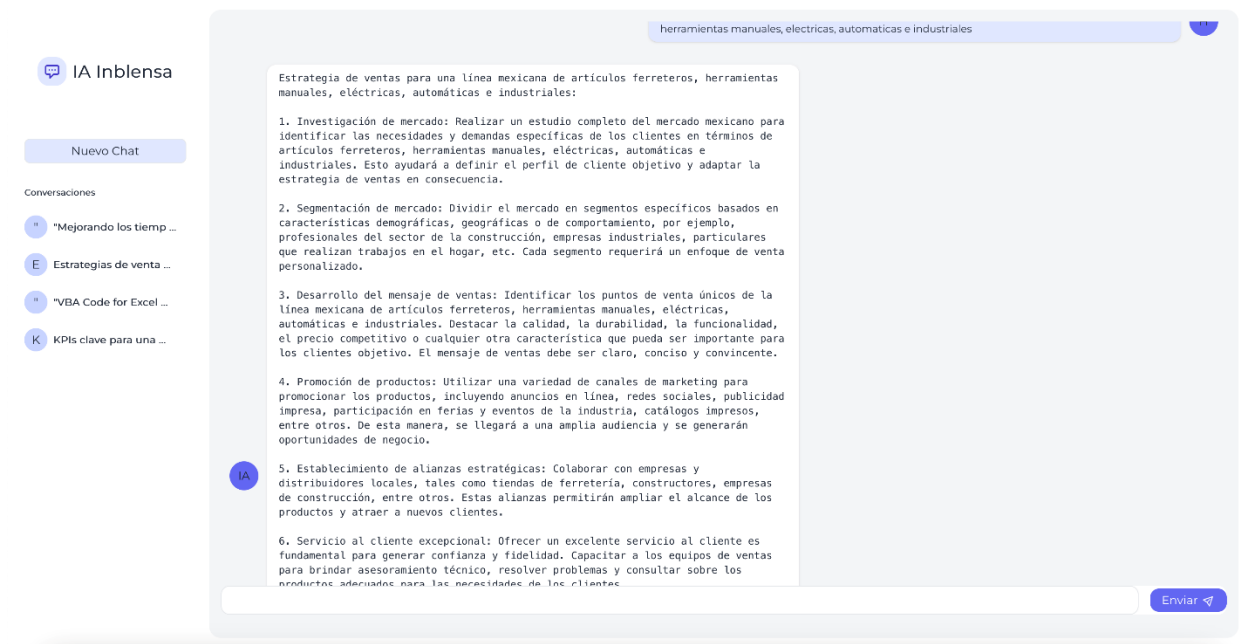 IA Inblensa
Nuevo Chat
Conversaciones
" "Mejorando los tiemp ...
E Estrategias de venta ...
" "VBA Code for Excel ...
K KPIs clave para una ...
herramientas manuales, electricas, automaticas e industriales
Estrategia de ventas para una línea mexicana de artículos ferreteros, herramientas
manuales, eléctricas, automáticas e industriales:
1. Investigación de mercado: Realizar un estudio completo del mercado mexicano para
identificar las necesidades y demandas específicas de los clientes en términos de
artículos ferreteros, herramientas manuales, eléctricas, automáticas e
industriales. Esto ayudará a definir el perfil de cliente objetivo y adaptar la
estrategia de ventas en consecuencia.
2. Segmentación de mercado: Dividir el mercado en segmentos específicos basados en
características demográficas, geográficas o de comportamiento, por ejemplo,
profesionales del sector de la construcción, empresas industriales, particulares
que realizan trabajos en el hogar, etc. Cada segmento requerirá un enfoque de venta
personalizado.
3. Desarrollo del mensaje de ventas: Identificar los puntos de venta únicos de la
línea mexicana de artículos ferreteros, herramientas manuales, eléctricas,
automáticas e industriales. Destacar la calidad, la durabilidad, la funcionalidad,
el precio competitivo o cualquier otra característica que pueda ser importante para
los clientes objetivo. El mensaje de ventas debe ser claro, conciso y convincente.
4. Promoción de productos: Utilizar una variedad de canales de marketing para
promocionar los productos, incluyendo anuncios en línea, redes sociales, publicidad
impresa, participación en ferias y eventos de la industria, catálogos impresos,
entre otros. De esta manera, se llegará a una amplia audiencia y se generarán
oportunidades de negocio.
5. Establecimiento de alianzas estratégicas: Colaborar con empresas y
distribuidores locales, tales como tiendas de ferretería, constructores, empresas
de construcción, entre otros. Estas alianzas permitirán ampliar el alcance de los
productos y atraer a nuevos clientes.
IA
6. Servicio al cliente excepcional: Ofrecer un excelente servicio al cliente es
fundamental para generar confianza y fidelidad. Capacitar a los equipos de ventas
para brindar asesoramiento técnico, resolver problemas y consultar sobre los
productos adecuados para las necesidades de los clientes.
Enviar